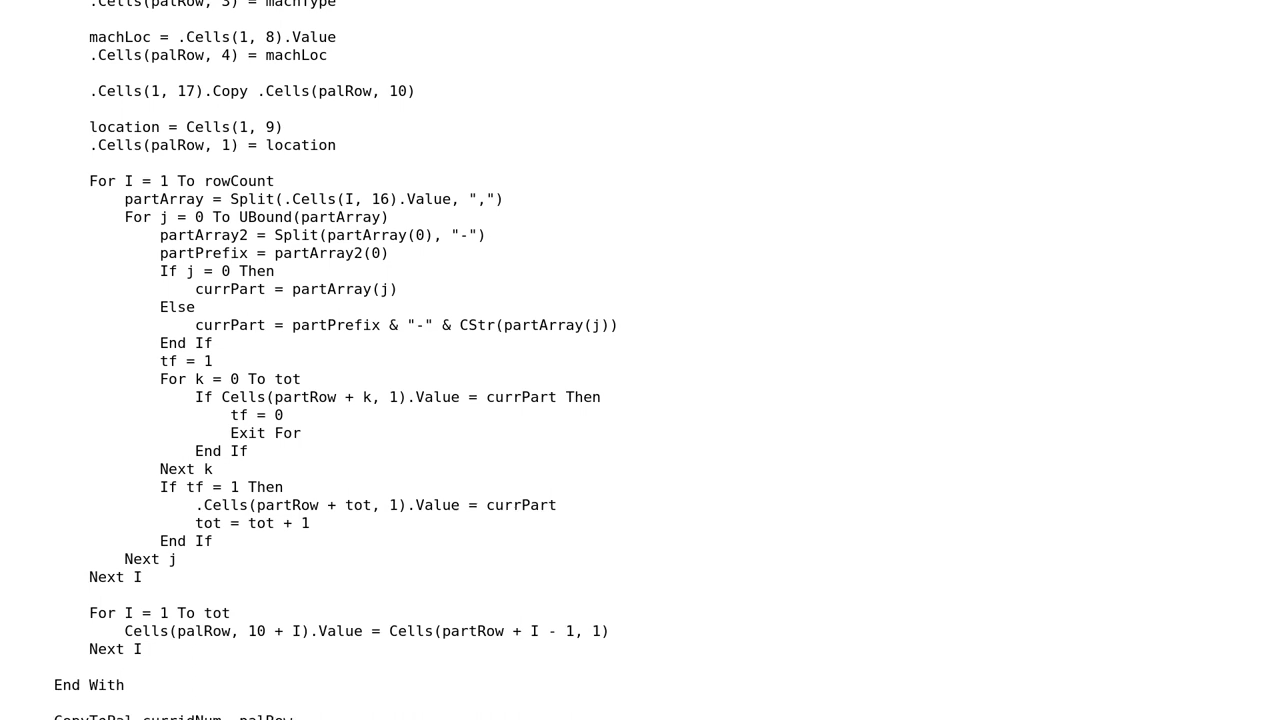 .Cells(palRow, 3) = machType
machLoc = .Cells(1, 8).Value
.Cells(palRow, 4) = machLoc
.Cells(1, 17).Copy .Cells(palRow, 10)
location = Cells(1, 9)
.Cells(palRow, 1) = location
For I = 1 To rowCount
partArray = Split(.Cells(I, 16).Value, ",")
For j = 0 To UBound(partArray)
partArray2 = Split(partArray(0), "-")
partPrefix = partArray2(0)
If j = 0 Then
currPart = partArray(j)
Else
currPart = partPrefix & "-" & CStr(partArray(j))
End If
tf = 1
For k = 0 To tot
If Cells(partRow + k, 1).Value = currPart Then
tf = 0
Exit For
End If
Next k
If tf = 1 Then
.Cells(partRow + tot, 1).Value = currPart
tot = tot + 1
End If
Next j
Next I
For I = 1 To tot
Cells(palRow, 10 + I).Value = Cells(partRow + I - 1, 1)
Next I
End With
CopyToPal curridNum, palRow